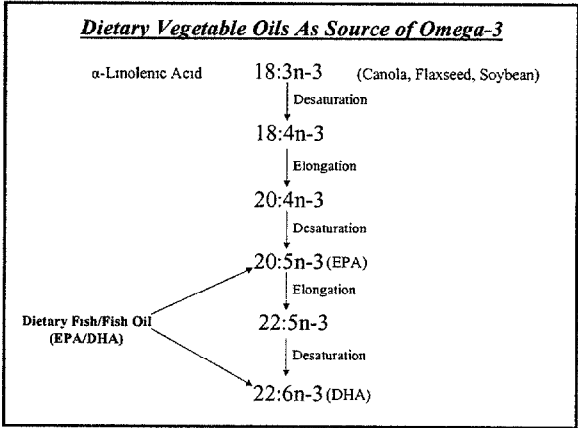 Dietary Vegetable Oils As Source of Omega-3
α-Linolenic Acid 18:3n-3 (Canola, Flaxseed, Soybean)
Desaturation
18:4n-3
Elongation
20:4n-3
Desaturation
20:5n-3 (EPA)
Elongation
Dietary Fish/Fish Oil
(EPA/DHA)
22:5n-3
Desaturation
22:6n-3 (DHA)